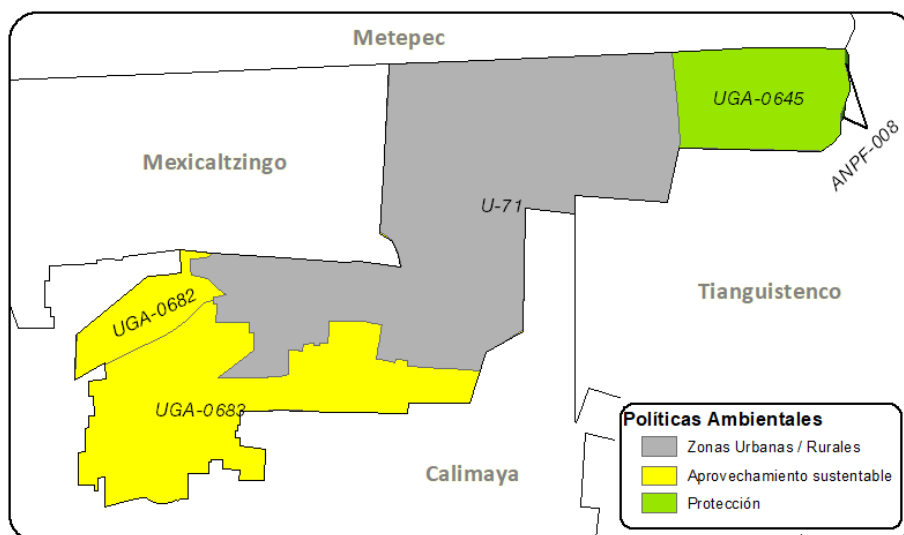 Metepec
UGA-0645
ANPF-008
Mexicaltzingo
U-71
UGA-0682
Tianguistenco
UGA-0683
Calimaya
Políticas Ambientales
Zonas Urbanas / Rurales
Aprovechamiento sustentable
Protección